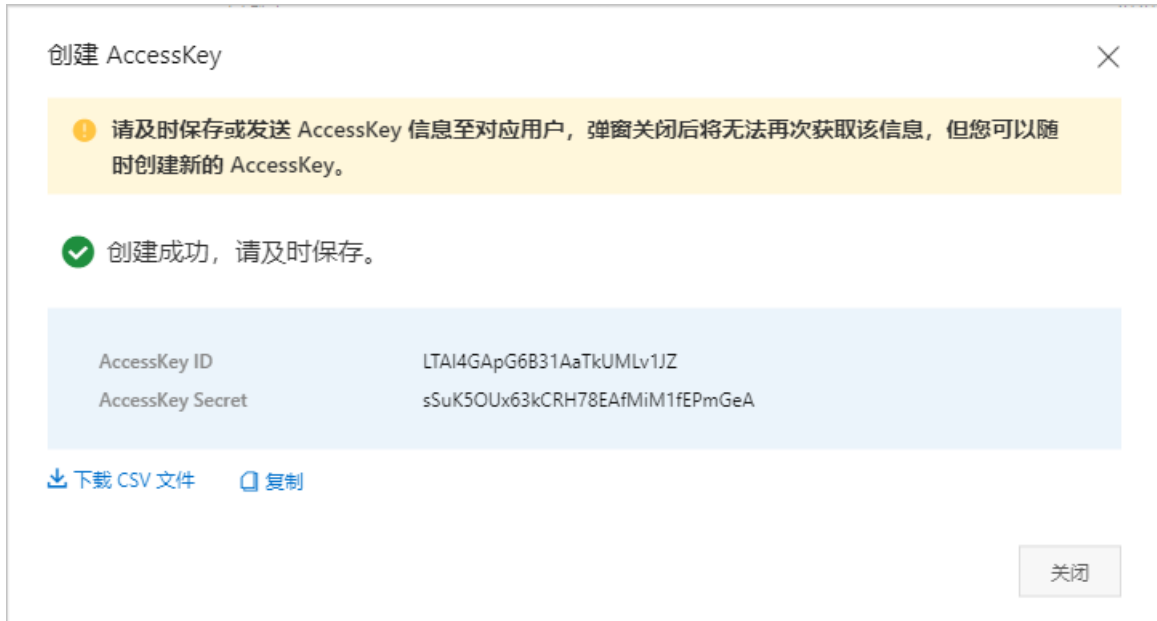 创建 AccessKey
请及时保存或发送 AccessKey 信息至对应用户，弹窗关闭后将无法再次获取该信息，但您可以随
时创建新的 AccessKey。
创建成功，请及时保存。
AccessKey ID LTAI4GApG6B31AaTkUMLv1JZ
AccessKey Secret sSuK5OUx63kCRH78EAfMiM1fEPmGeA
下载 CSV 文件 复制
关闭